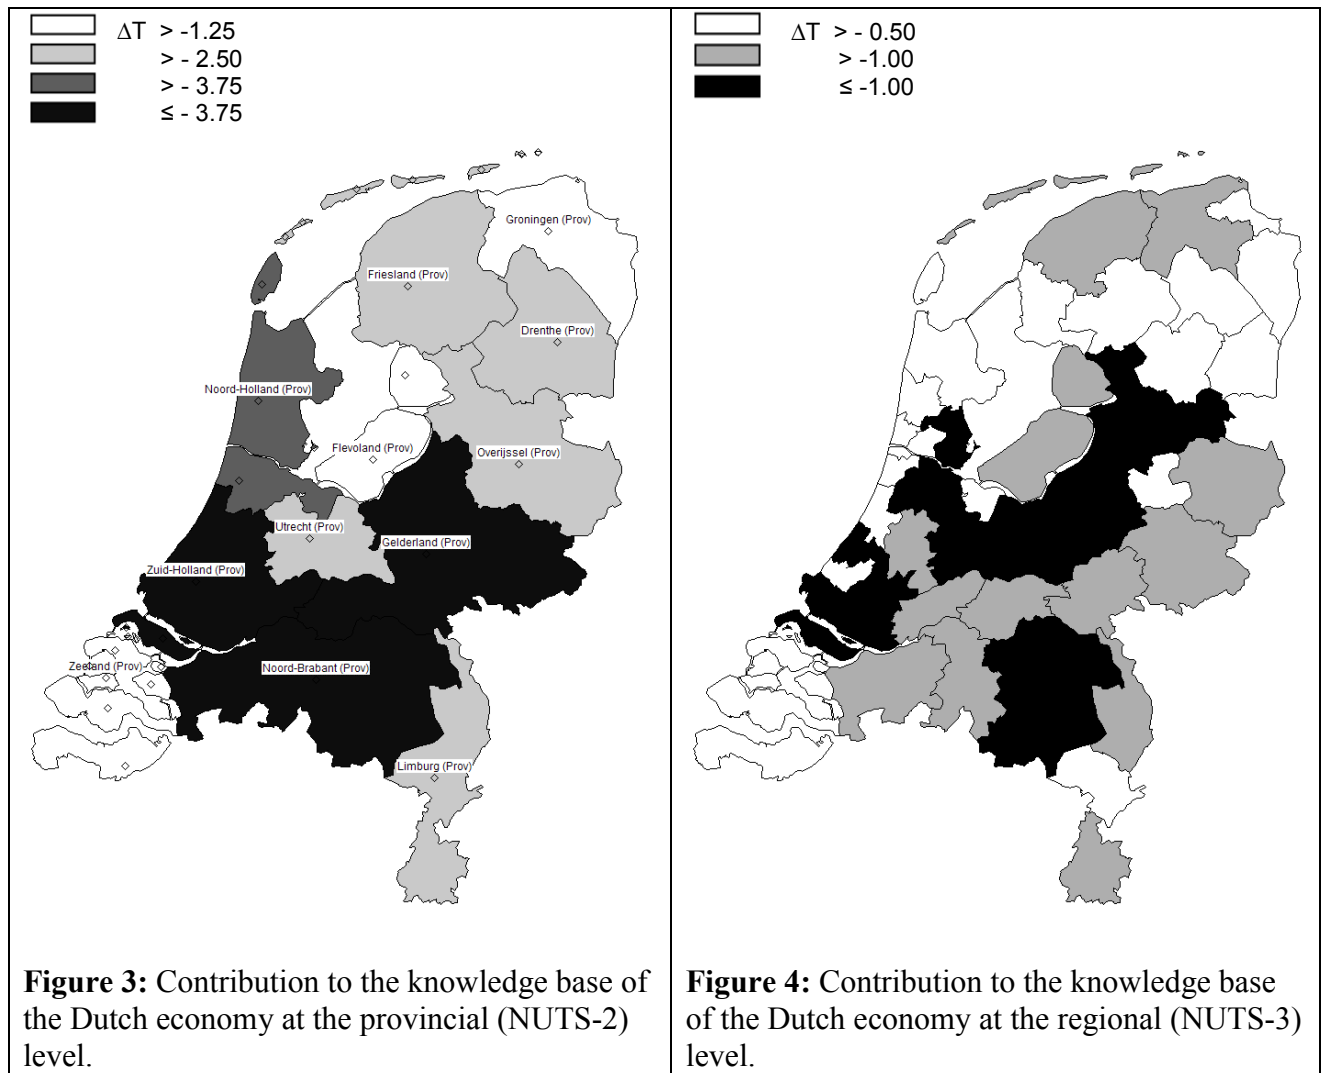 ΔT > -1.25
> - 2.50
> - 3.75
≤ - 3.75
Groningen (Prov)
Friesland (Prov)
Drenthe (Prov)
Noord-Holland (Prov)
Flevoland (Prov)
Overijssel (Prov)
Utrecht (Prov)
Gelderland (Prov)
Zuid-Holland (Prov)
Zeeland (Prov)
Noord-Brabant (Prov)
Limburg (Prov)
Figure 3: Contribution to the knowledge base of
the Dutch economy at the provincial (NUTS-2)
level.
ΔT > - 0.50
> -1.00
≤ -1.00
Figure 4: Contribution to the knowledge base
of the Dutch economy at the regional (NUTS-3)
level.